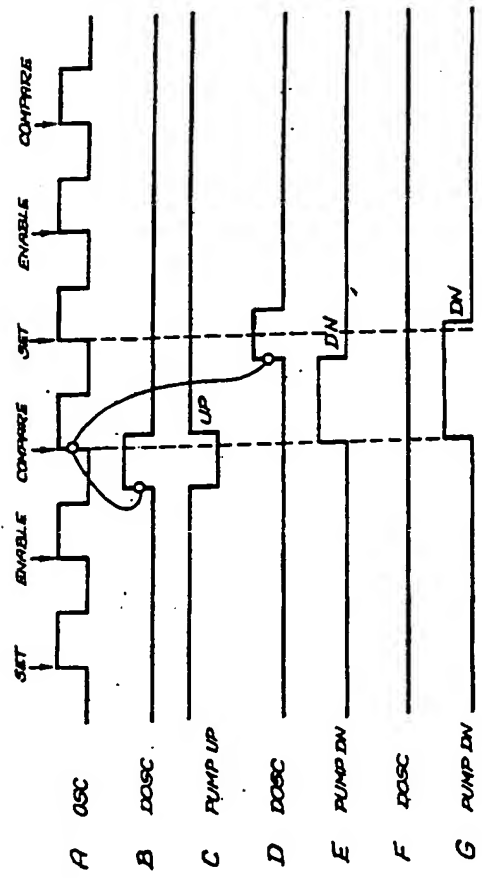 SET ENABLE COMPARE SET ENABLE COMPARE
A OSC
B DOSC
C PUMP UP UP
D DOSC
E PUMP DN DN
F DOSC
G PUMP DN DN